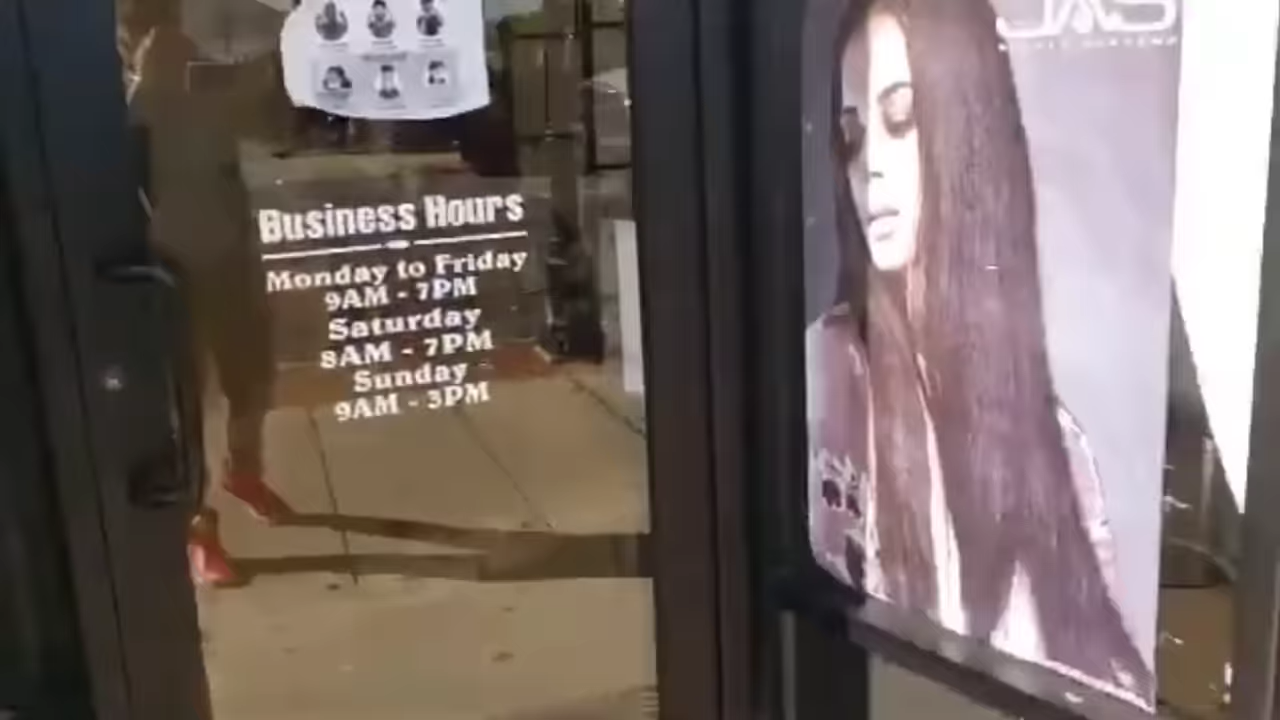 Business Hours
Monday to Friday
9AM - 7PM
Saturday
8AM - 7PM
Sunday
9AM - 3PM